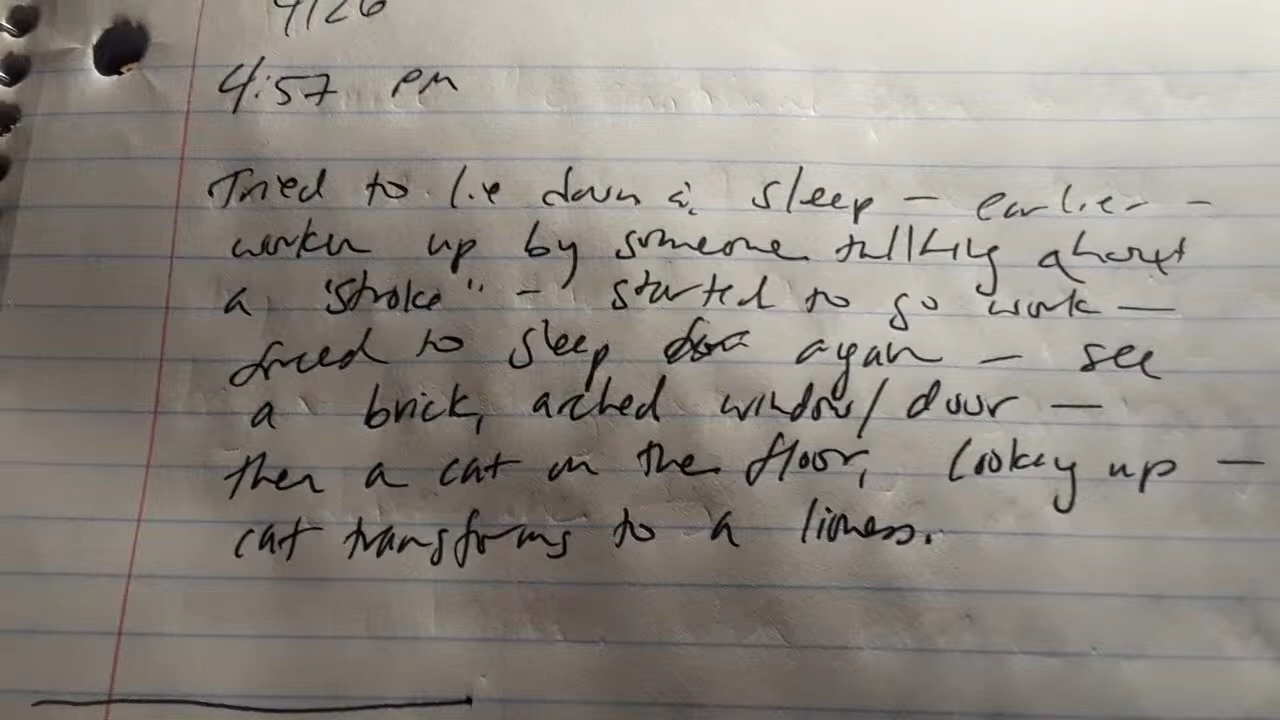 4/26
4:57 PM
Tried to lie down & sleep - earlier -
woken up by someone talking about
a "stroke" - started to go work -
forced to sleep again - see
a brick, arched window/door -
then a cat on the floor, looking up -
cat transforms to a lioness.